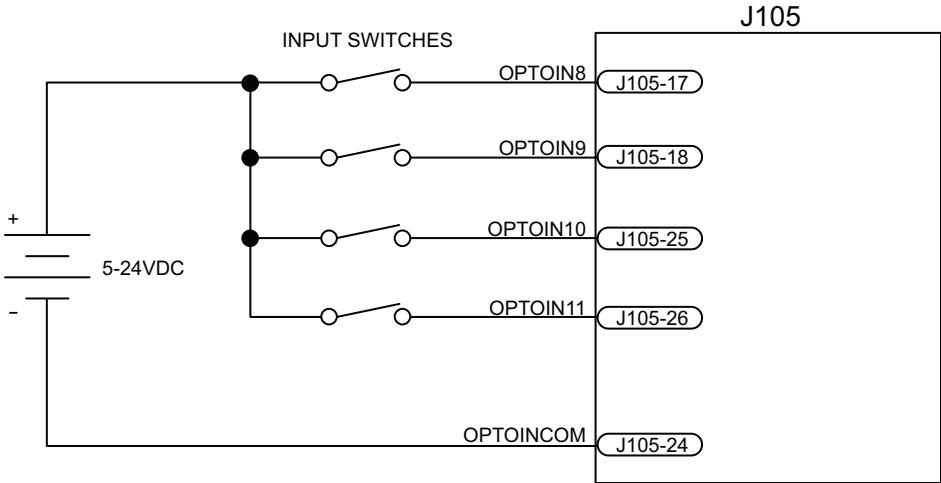 J105
INPUT SWITCHES
OPTOIN8
J105-17
OPTOIN9
J105-18
+
OPTOIN10
J105-25
5-24VDC
−
OPTOIN11
J105-26
OPTOINCOM
J105-24